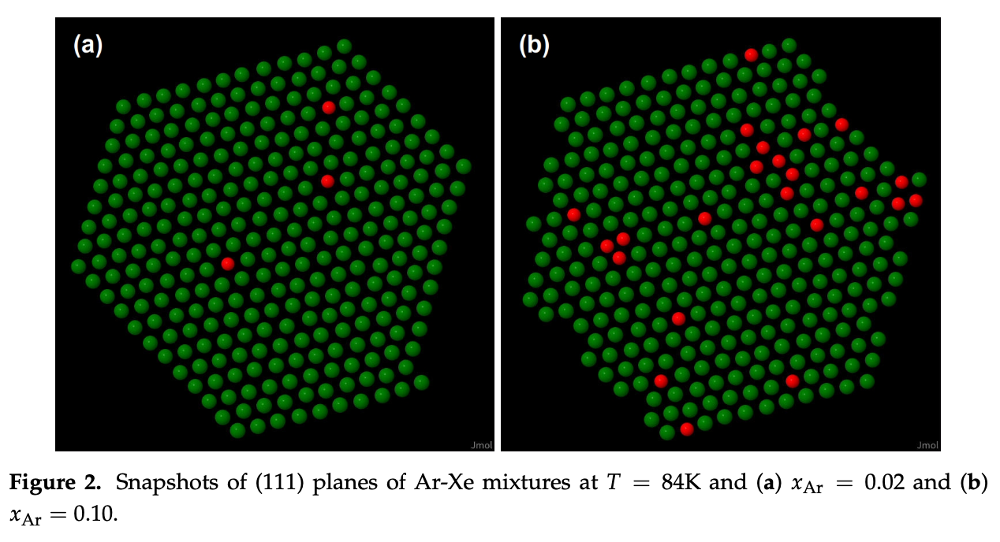 (a)
(b)
Jmol
Jmol
Figure 2. Snapshots of (111) planes of Ar-Xe mixtures at T = 84K and (a) xAr = 0.02 and (b)
xAr = 0.10.